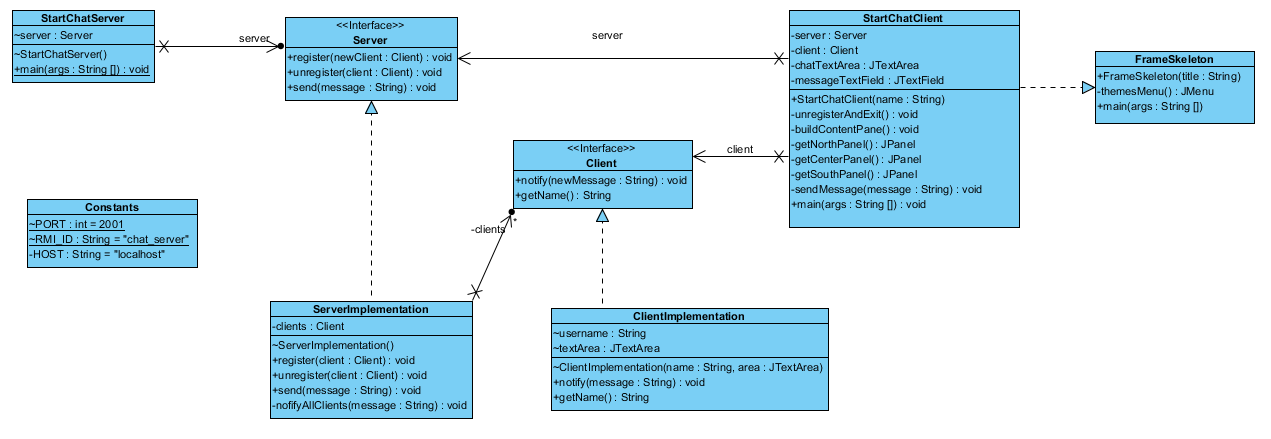 StartChatServer
~server : Server
~StartChatServer()
+main(args : String []) : void
server
<<Interface>>
Server
+register(newClient : Client) : void
+unregister(client : Client) : void
+send(message : String) : void
server
StartChatClient
-server : Server
-client : Client
-chatTextArea : JTextArea
-messageTextField : JTextField
+StartChatClient(name : String)
-unregisterAndExit() : void
-buildContentPane() : void
-getNorthPanel() : JPanel
-getCenterPanel() : JPanel
-getSouthPanel() : JPanel
-sendMessage(message : String) : void
+main(args : String []) : void
FrameSkeleton
+FrameSkeleton(title : String)
-themesMenu() : JMenu
+main(args : String [])
<<Interface>>
Client
+notify(newMessage : String) : void
+getName() : String
client
-clients
*
Constants
~PORT : int = 2001
~RMI_ID : String = "chat_server"
-HOST : String = "localhost"
ServerImplementation
-clients : Client
~ServerImplementation()
+register(client : Client) : void
+unregister(client : Client) : void
+send(message : String) : void
-nofifyAllClients(message : String) : void
ClientImplementation
~username : String
~textArea : JTextArea
~ClientImplementation(name : String, area : JTextArea)
+notify(message : String) : void
+getName() : String